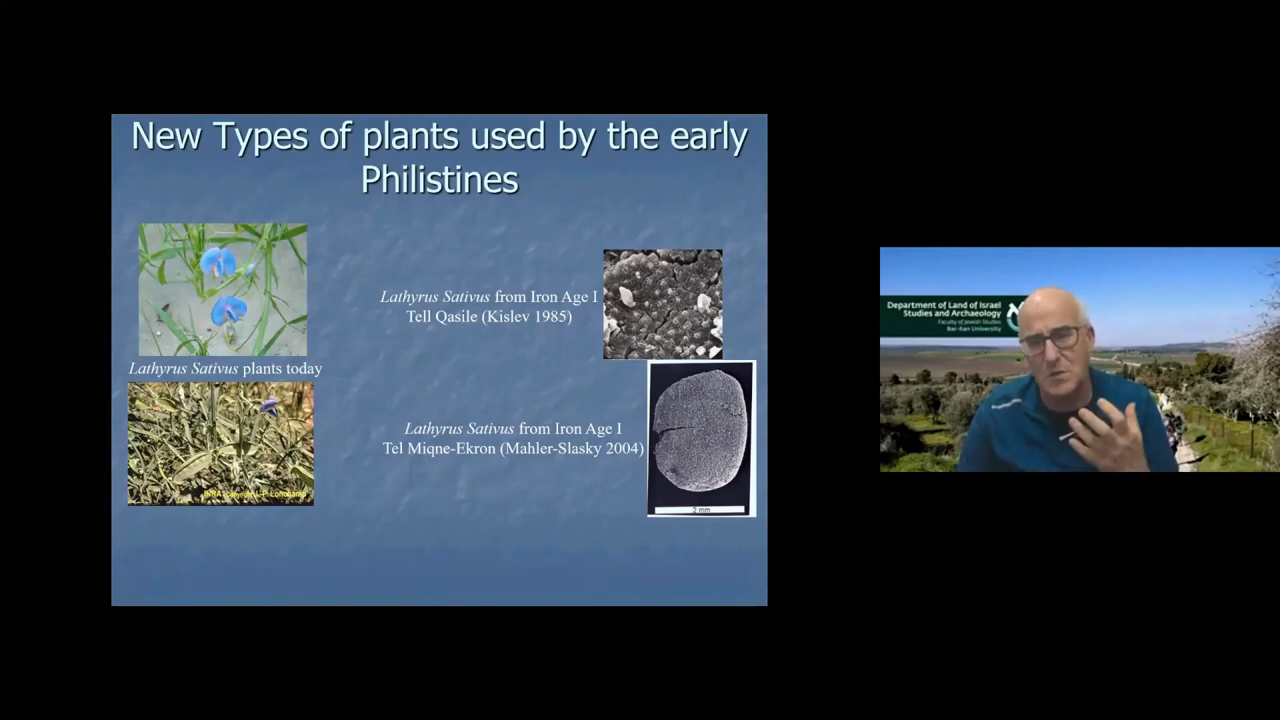 New Types of plants used by the early
Philistines
Lathyrus Sativus from Iron Age I
Tell Qasile (Kislev 1985)
Lathyrus Sativus plants today
Lathyrus Sativus from Iron Age I
Tel Miqne-Ekron (Mahler-Slasky 2004)
2 mm
Department of Land of Israel
Studies and Archaeology
Faculty of Jewish Studies
Bar-Ilan University